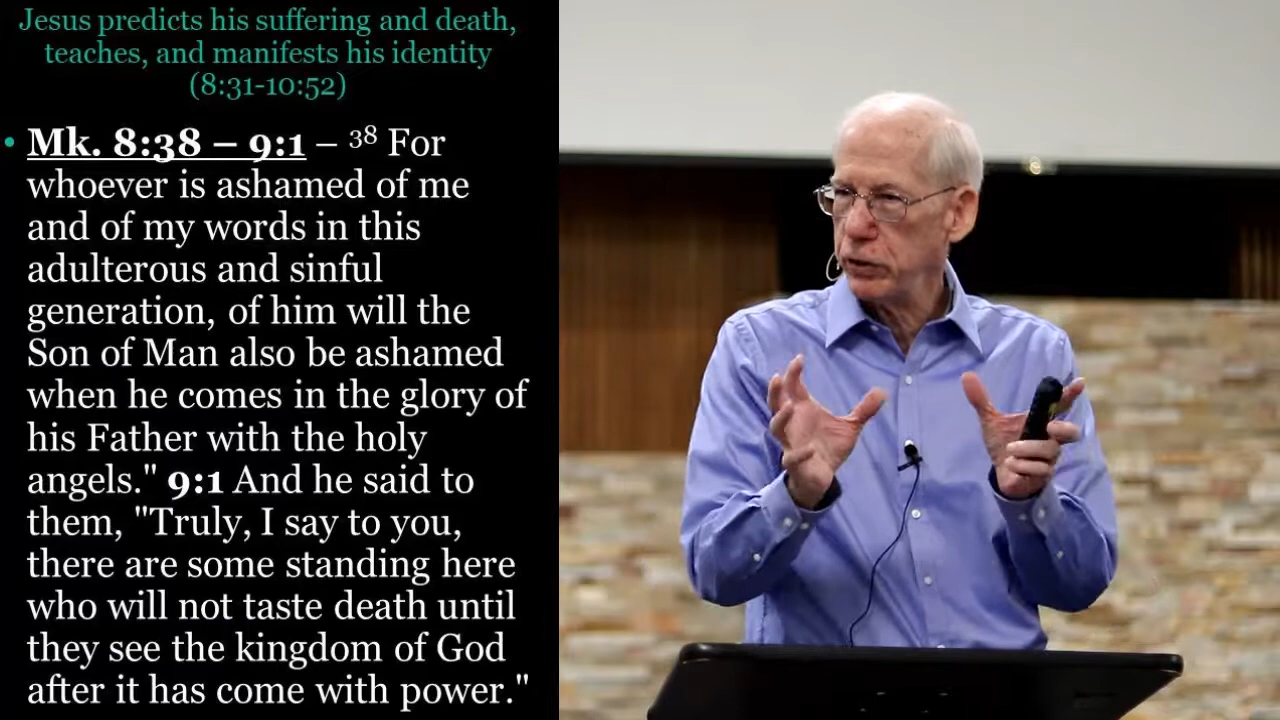 Jesus predicts his suffering and death,
teaches, and manifests his identity
(8:31-10:52)
• Mk. 8:38 – 9:1 – ³⁸ For
whoever is ashamed of me
and of my words in this
adulterous and sinful
generation, of him will the
Son of Man also be ashamed
when he comes in the glory of
his Father with the holy
angels." 9:1 And he said to
them, "Truly, I say to you,
there are some standing here
who will not taste death until
they see the kingdom of God
after it has come with power."